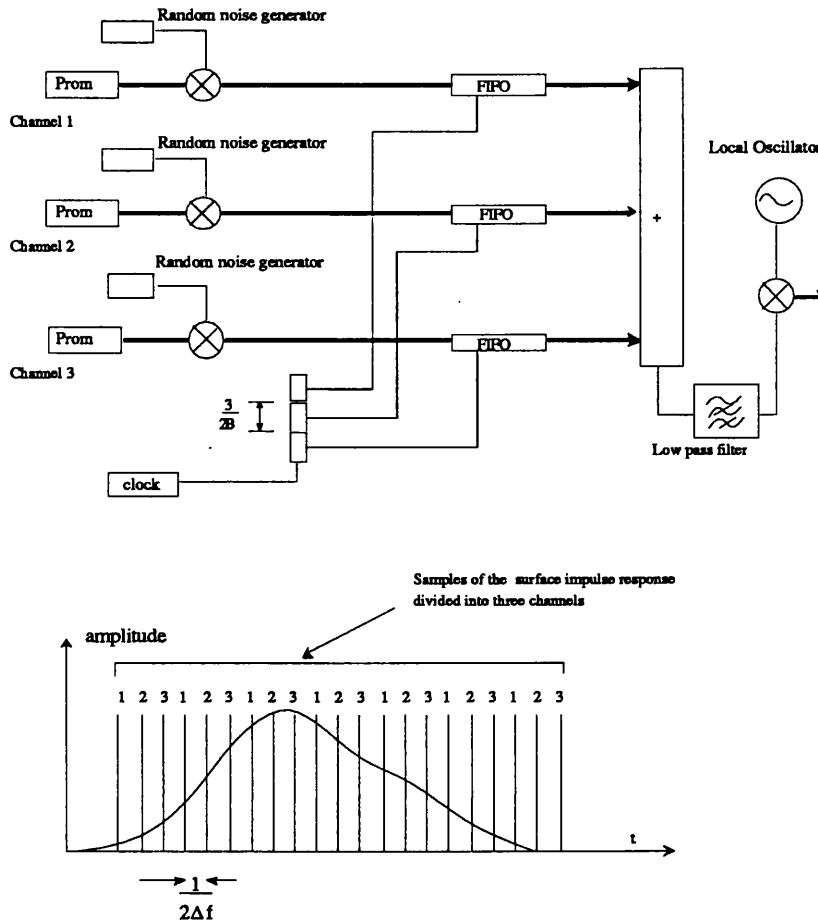 Random noise generator
Prom
FIFO
Channel 1
Random noise generator
Local Oscillator
Prom
FIFO
+
Channel 2
Random noise generator
Prom
FIFO
Channel 3
3
2B
clock
Low pass filter
Samples of the surface impulse response
divided into three channels
amplitude
1 2 3 1 2 3 1 2 3 1 2 3 1 2 3 1 2 3 1 2 3
t
1
2Δf